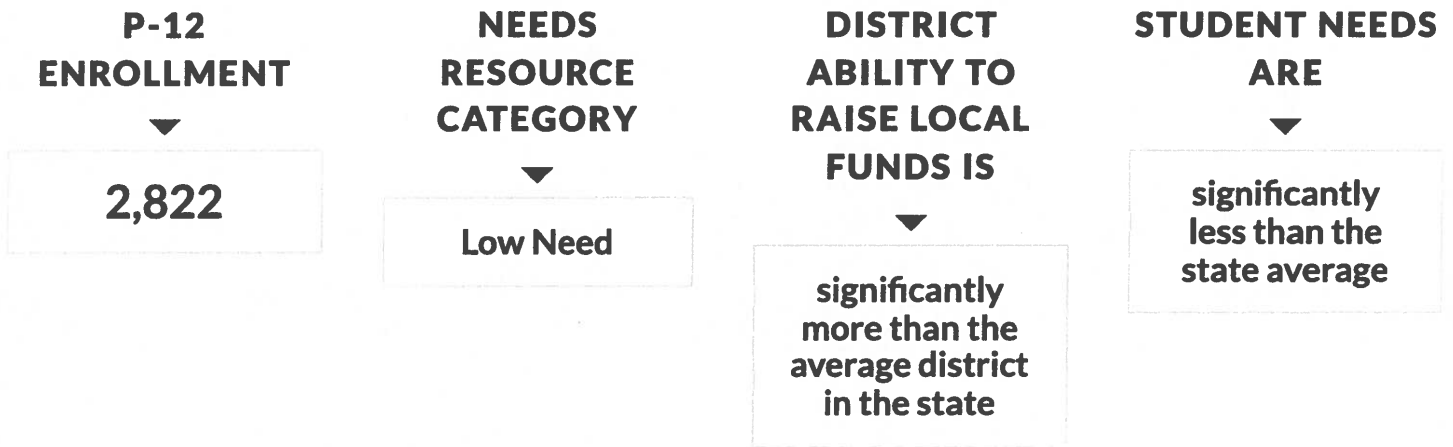 P-12
ENROLLMENT
2,822
NEEDS
RESOURCE
CATEGORY
Low Need
DISTRICT
ABILITY TO
RAISE LOCAL
FUNDS IS
significantly
more than the
average district
in the state
STUDENT NEEDS
ARE
significantly
less than the
state average